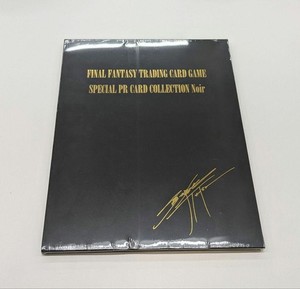 FINAL FANTASY TRADING CARD GAME
SPECIAL PR CARD COLLECTION Noir